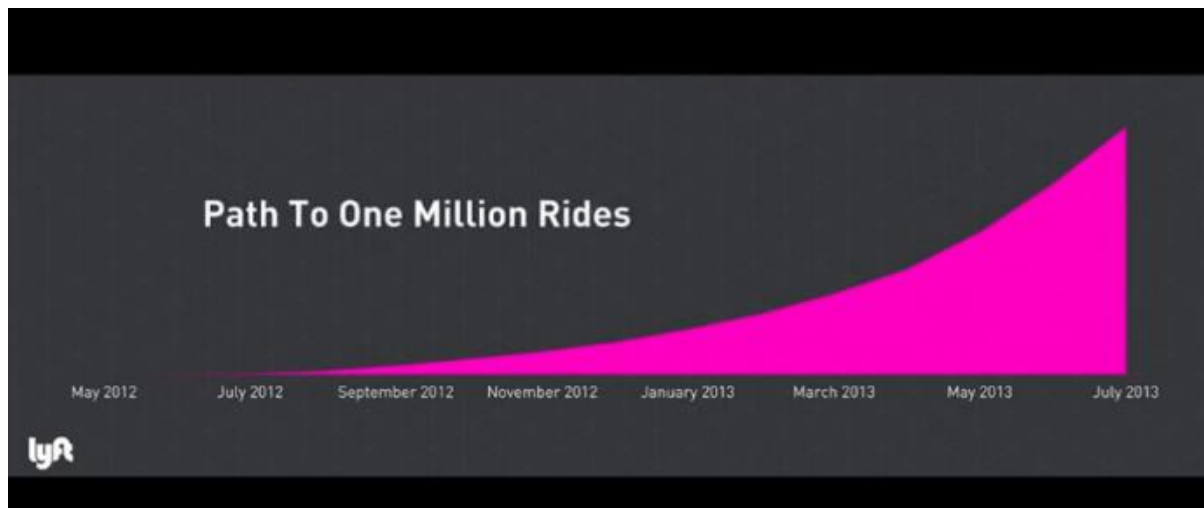 Path To One Million Rides
May 2012 July 2012 September 2012 November 2012 January 2013 March 2013 May 2013 July 2013
lyft